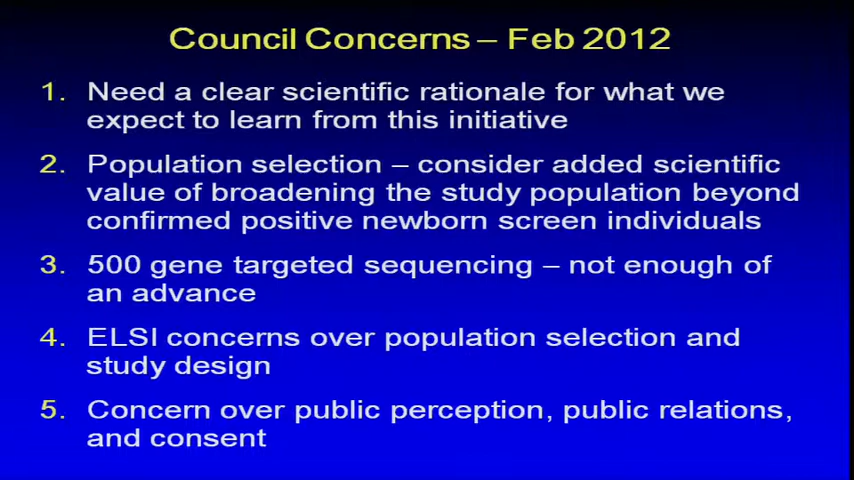 Council Concerns – Feb 2012
1. Need a clear scientific rationale for what we
expect to learn from this initiative
2. Population selection – consider added scientific
value of broadening the study population beyond
confirmed positive newborn screen individuals
3. 500 gene targeted sequencing – not enough of
an advance
4. ELSI concerns over population selection and
study design
5. Concern over public perception, public relations,
and consent